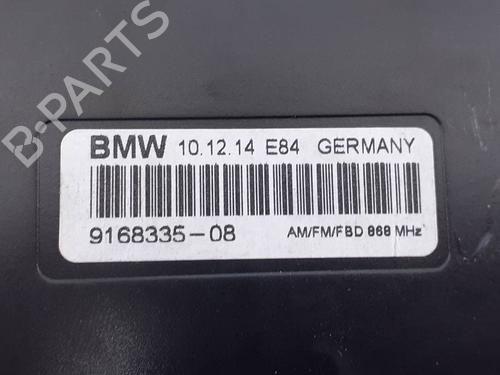 B-PARTS
BMW 10.12.14 E84 GERMANY
9168335-08 AM/FM/FBD 868 MHz